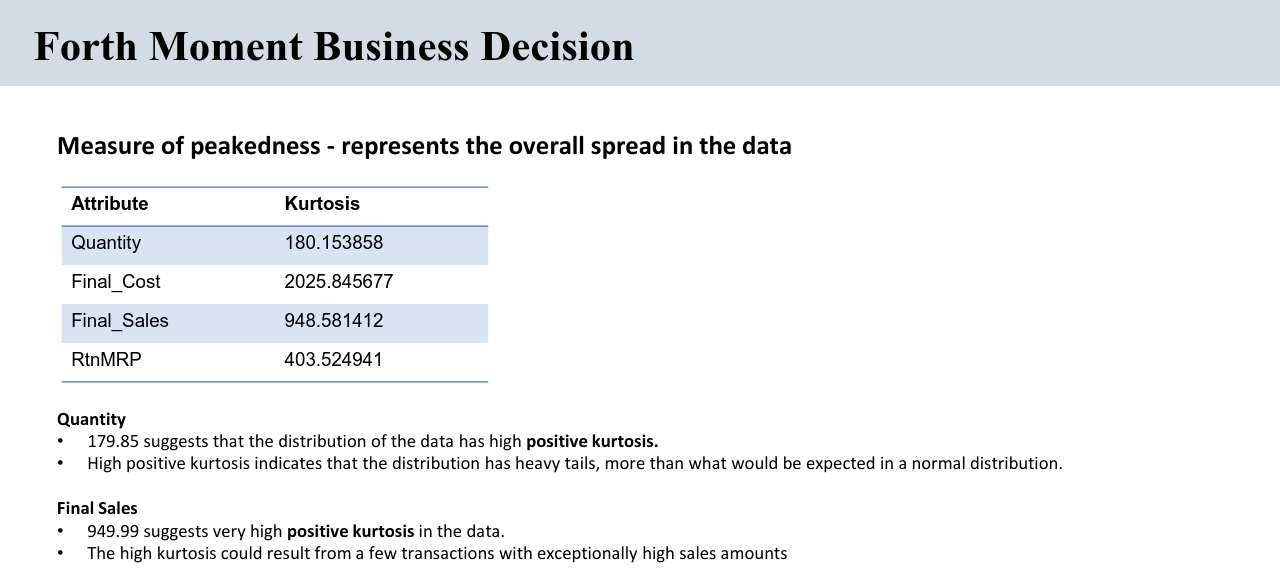 Forth Moment Business Decision
Measure of peakedness - represents the overall spread in the data
Attribute Kurtosis
Quantity 180.153858
Final_Cost 2025.845677
Final_Sales 948.581412
RtnMRP 403.524941
Quantity
• 179.85 suggests that the distribution of the data has high positive kurtosis.
• High positive kurtosis indicates that the distribution has heavy tails, more than what would be expected in a normal distribution.
Final Sales
• 949.99 suggests very high positive kurtosis in the data.
• The high kurtosis could result from a few transactions with exceptionally high sales amounts